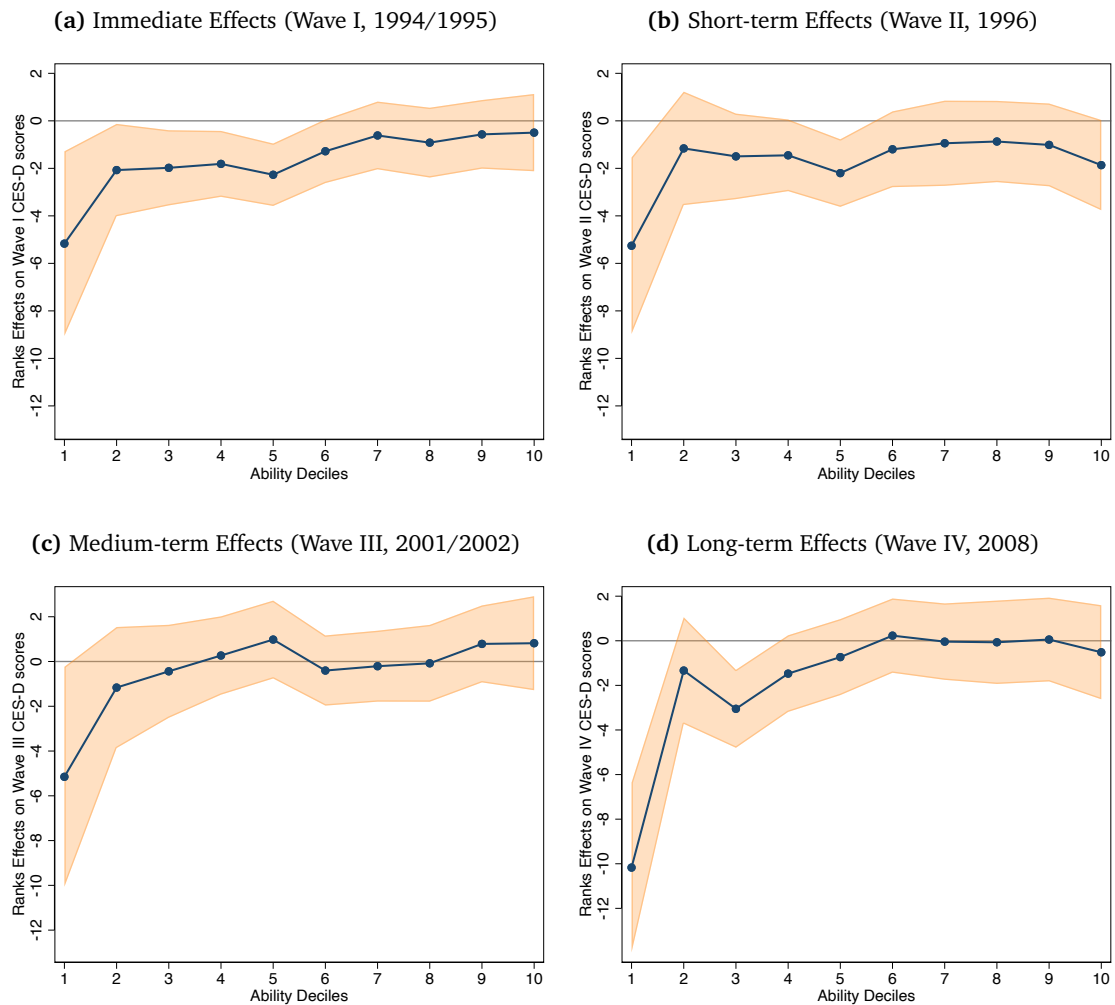 (a) Immediate Effects (Wave I, 1994/1995)
Ranks Effects on Wave I CES-D scores
2
0
-2
-4
-6
-8
-10
-12
1 2 3 4 5 6 7 8 9 10
Ability Deciles
(b) Short-term Effects (Wave II, 1996)
Ranks Effects on Wave II CES-D scores
2
0
-2
-4
-6
-8
-10
-12
1 2 3 4 5 6 7 8 9 10
Ability Deciles
(c) Medium-term Effects (Wave III, 2001/2002)
Ranks Effects on Wave III CES-D scores
2
0
-2
-4
-6
-8
-10
-12
1 2 3 4 5 6 7 8 9 10
Ability Deciles
(d) Long-term Effects (Wave IV, 2008)
Ranks Effects on Wave IV CES-D scores
2
0
-2
-4
-6
-8
-10
-12
1 2 3 4 5 6 7 8 9 10
Ability Deciles